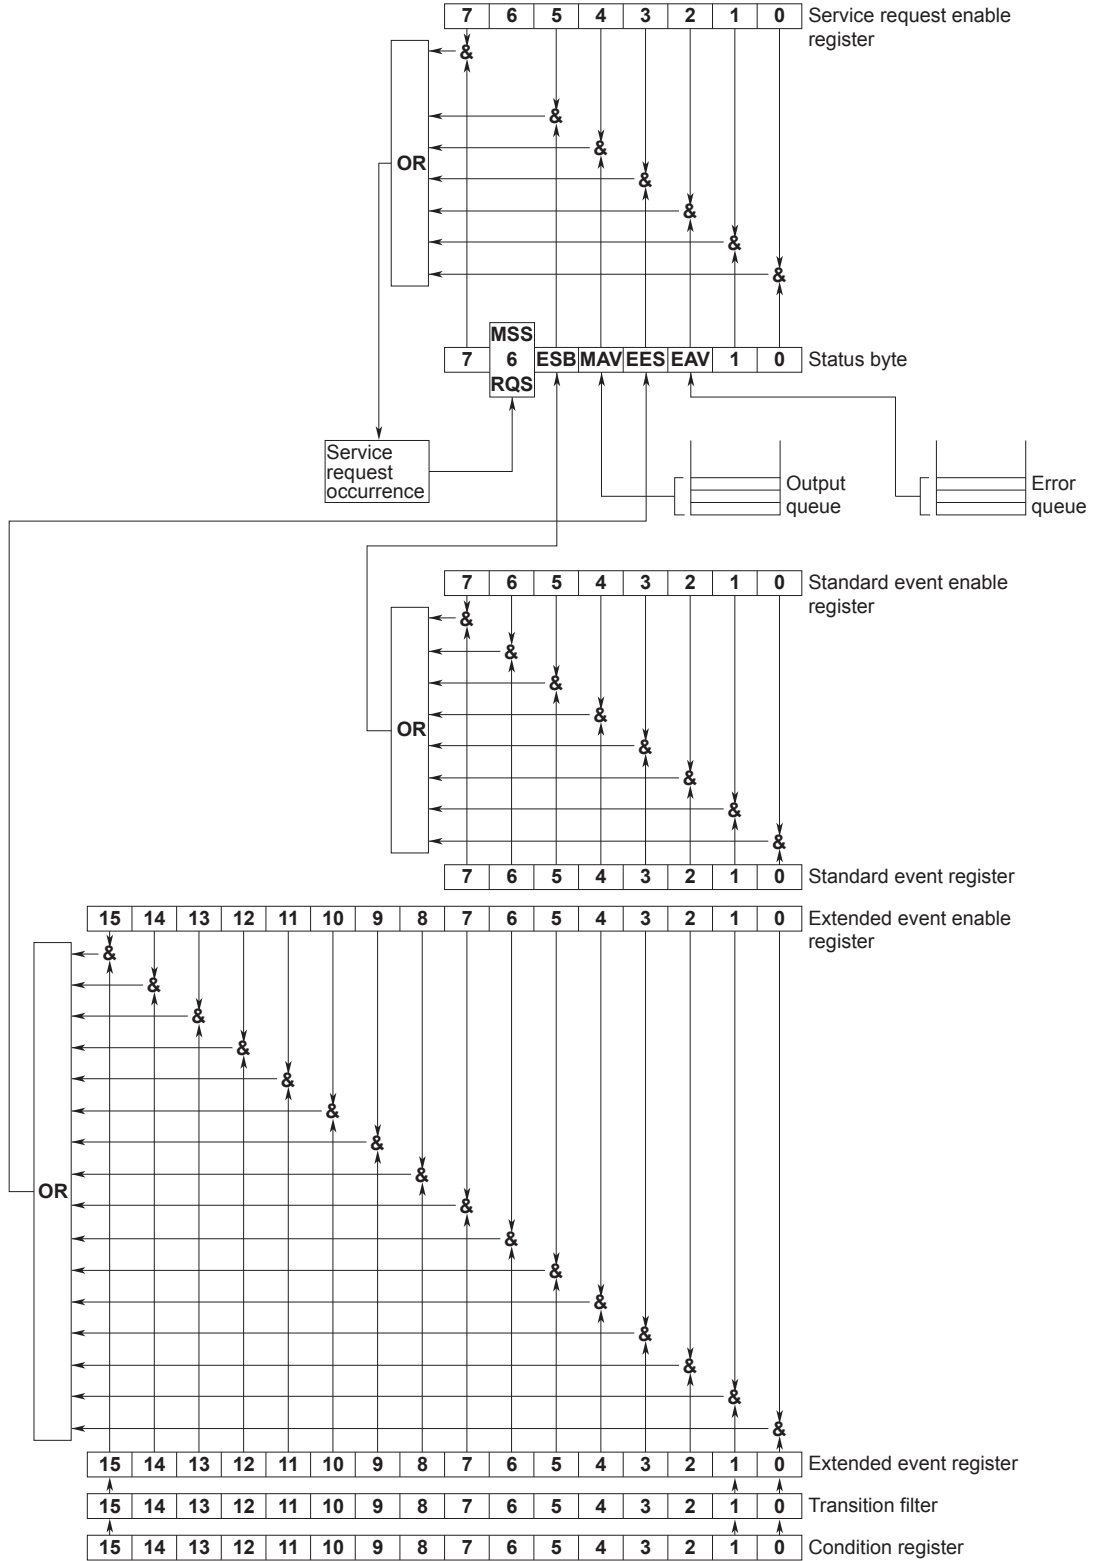 7 6 5 4 3 2 1 0 Service request enable
register
&
&
&
OR
&
&
&
&
MSS
7 6 ESB MAV EES EAV 1 0 Status byte
RQS
Service
request
occurrence
Output
queue
Error
queue
7 6 5 4 3 2 1 0 Standard event enable
register
&
&
&
&
OR
&
&
&
&
7 6 5 4 3 2 1 0 Standard event register
15 14 13 12 11 10 9 8 7 6 5 4 3 2 1 0 Extended event enable
register
&
&
&
&
&
&
&
&
OR
&
&
&
&
&
&
&
&
15 14 13 12 11 10 9 8 7 6 5 4 3 2 1 0 Extended event register
15 14 13 12 11 10 9 8 7 6 5 4 3 2 1 0 Transition filter
15 14 13 12 11 10 9 8 7 6 5 4 3 2 1 0 Condition register